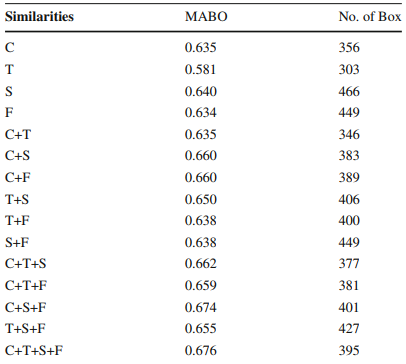 Similarities MABO No. of Box
C 0.635 356
T 0.581 303
S 0.640 466
F 0.634 449
C+T 0.635 346
C+S 0.660 383
C+F 0.660 389
T+S 0.650 406
T+F 0.638 400
S+F 0.638 449
C+T+S 0.662 377
C+T+F 0.659 381
C+S+F 0.674 401
T+S+F 0.655 427
C+T+S+F 0.676 395